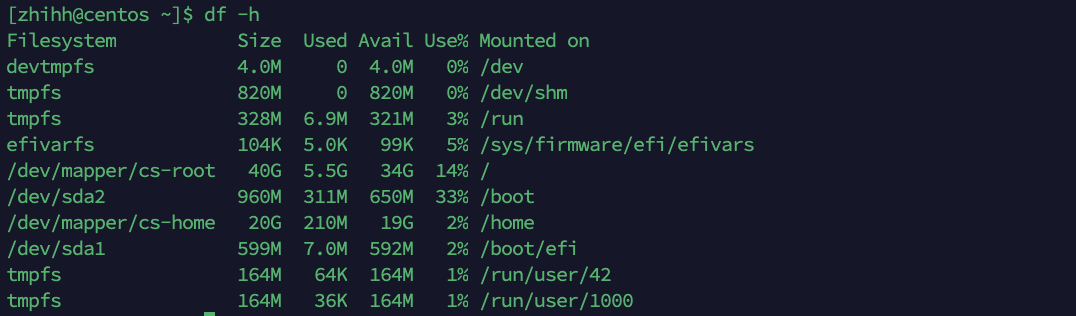 [zhihh@centos ~]$ df -h
Filesystem           Size  Used Avail Use% Mounted on
devtmpfs             4.0M     0  4.0M   0% /dev
tmpfs                820M     0  820M   0% /dev/shm
tmpfs                328M  6.9M  321M   3% /run
efivarfs             104K  5.0K   99K   5% /sys/firmware/efi/efivars
/dev/mapper/cs-root   40G  5.5G   34G  14% /
/dev/sda2            960M  311M  650M  33% /boot
/dev/mapper/cs-home   20G  210M   19G   2% /home
/dev/sda1            599M  7.0M  592M   2% /boot/efi
tmpfs                164M   64K  164M   1% /run/user/42
tmpfs                164M   36K  164M   1% /run/user/1000